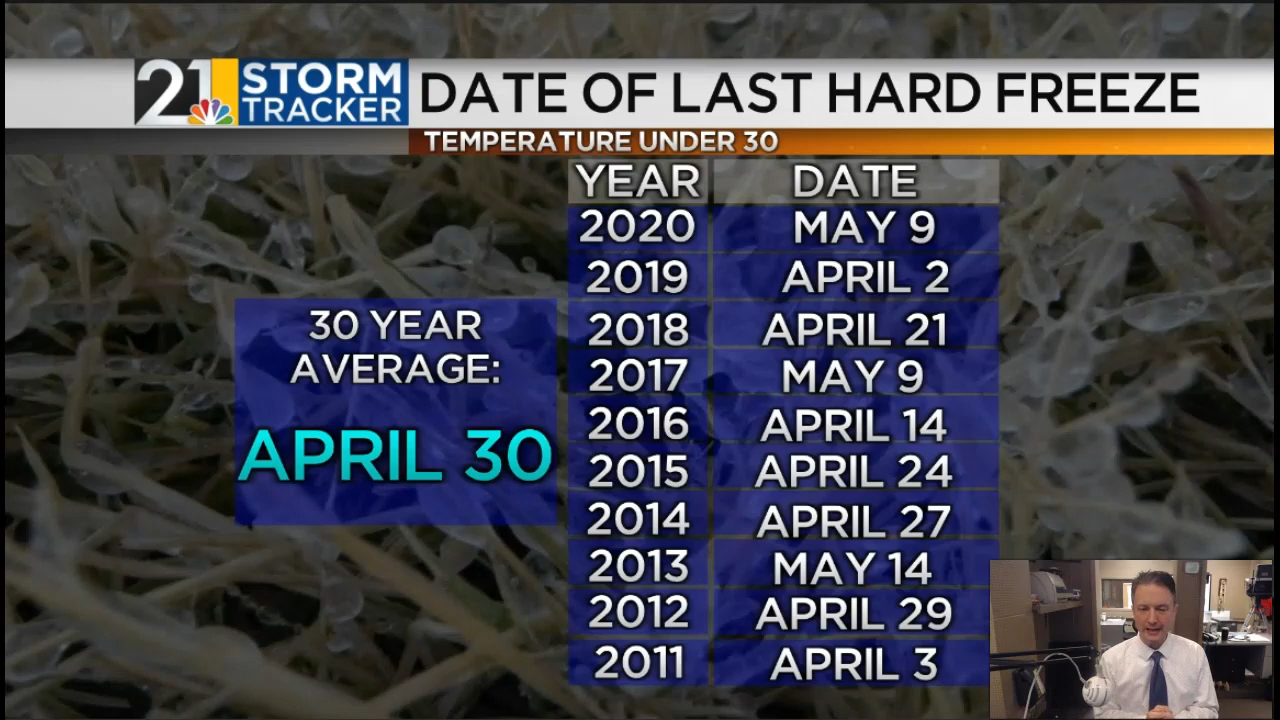 21 STORM TRACKER
DATE OF LAST HARD FREEZE
TEMPERATURE UNDER 30
YEAR DATE
2020 MAY 9
2019 APRIL 2
2018 APRIL 21
2017 MAY 9
2016 APRIL 14
2015 APRIL 24
2014 APRIL 27
2013 MAY 14
2012 APRIL 29
2011 APRIL 3
30 YEAR
AVERAGE:
APRIL 30